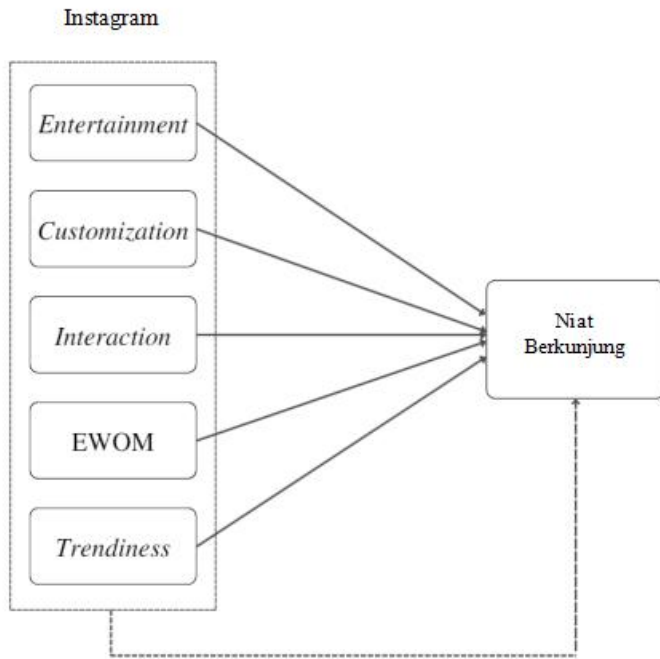 Instagram
Entertainment
Customization
Interaction
EWOM
Trendiness
Niat
Berkunjung